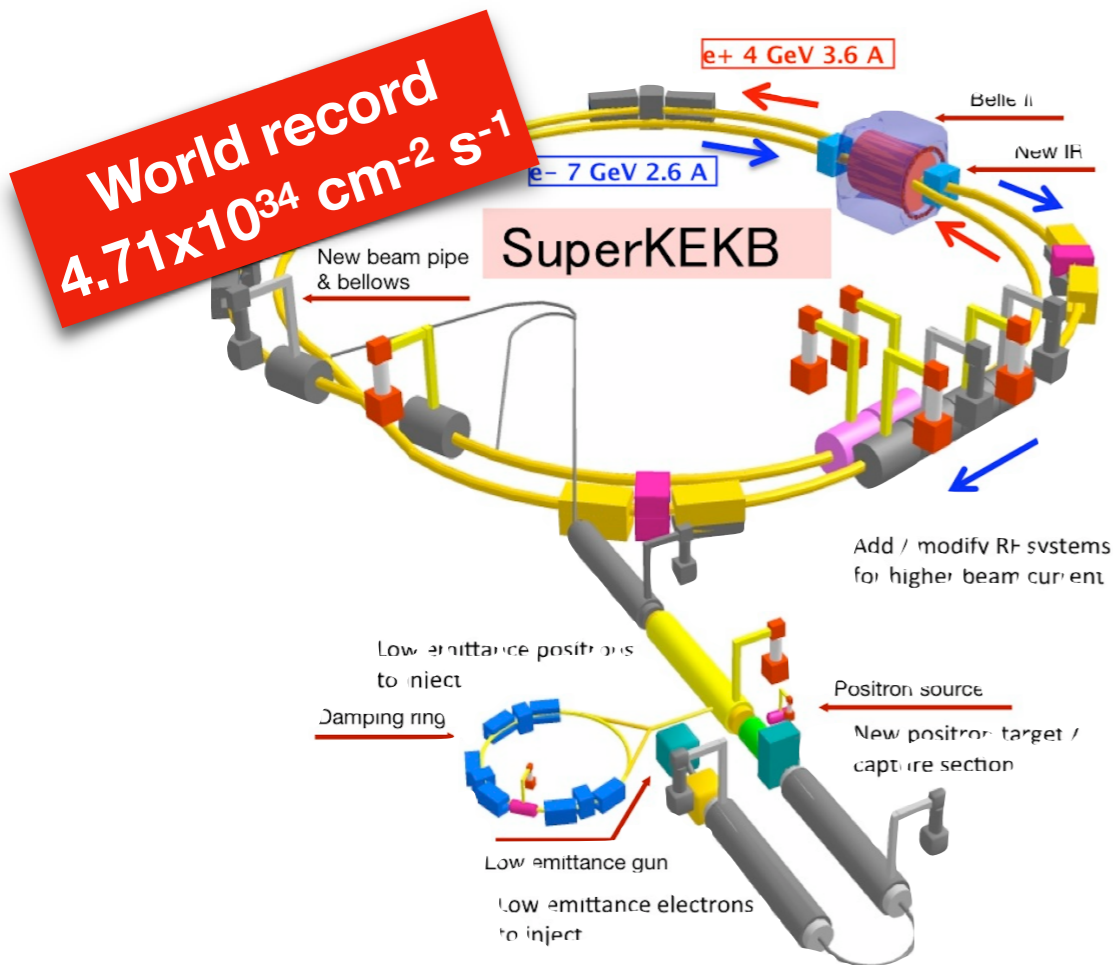 World record
4.71x10³⁴ cm⁻² s⁻¹
e+ 4 GeV 3.6 A
Belle II
New IR
e- 7 GeV 2.6 A
SuperKEKB
New beam pipe
& bellows
Add / modify RF systems
for higher beam current
Low emittance positrons
to inject
Damping ring
Positron source
New positron target /
capture section
Low emittance gun
Low emittance electrons
to inject